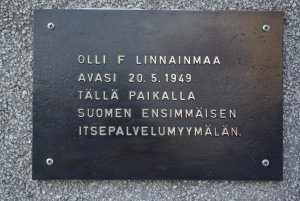 OLLI F LINNAINMAA
AVASI 20.5.1949
TÄLLÄ PAIKALLA
SUOMEN ENSIMMÄISEN
ITSEPALVELUMYYMÄLÄN.